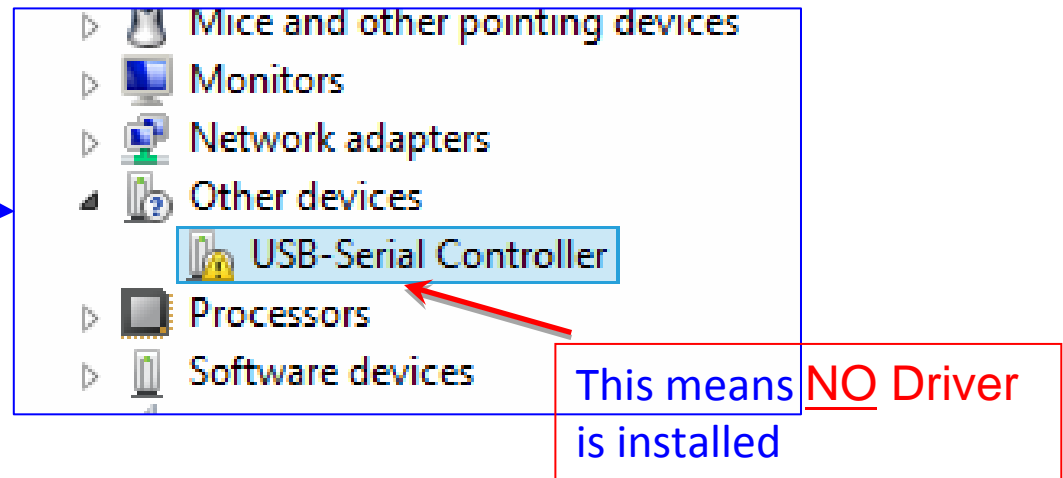 Mice and other pointing devices
Monitors
Network adapters
Other devices
USB-Serial Controller
Processors
Software devices
This means NO Driver
is installed